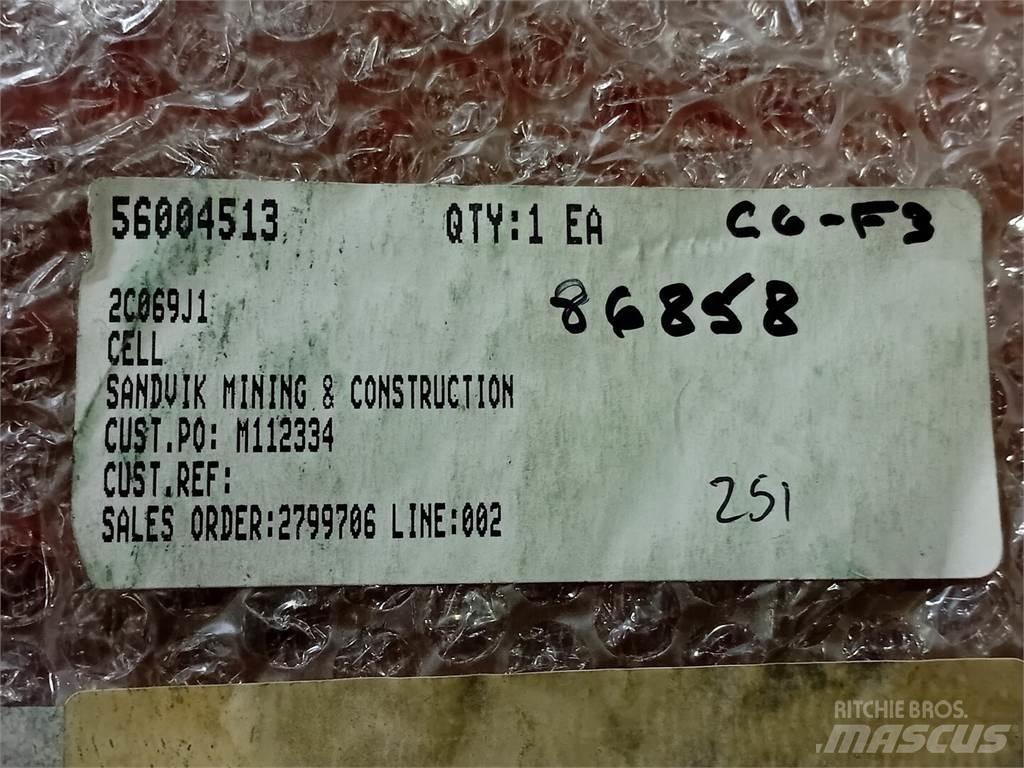 56004513 QTY:1 EA C6-F3
86858
2C069J1
CELL
SANDVIK MINING & CONSTRUCTION
CUST.PO: M112334
CUST.REF:
251
SALES ORDER:2799706 LINE:002
RITCHIE BROS.
MASCUS